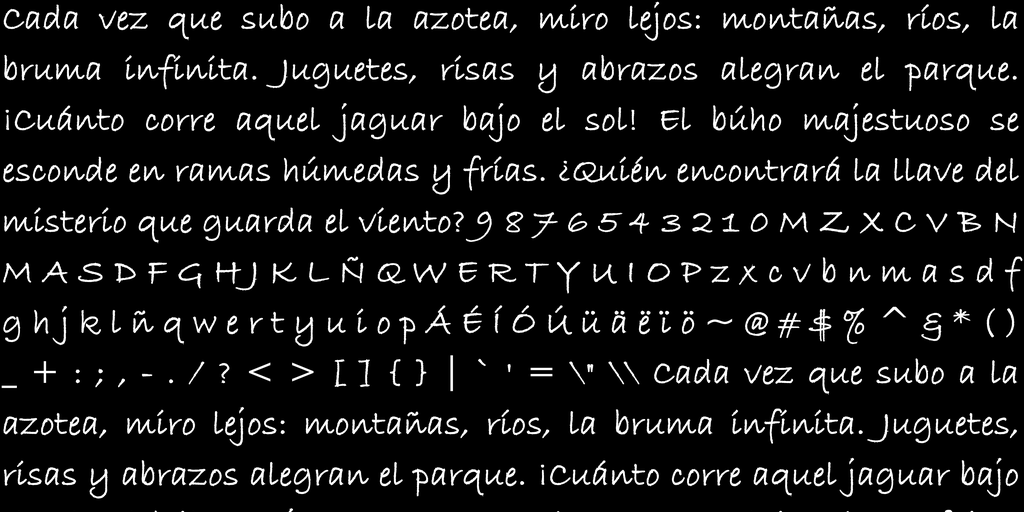 Cada vez que subo a la azotea, miro lejos: montañas, ríos, la
bruma infinita. Juguetes, risas y abrazos alegran el parque.
¡Cuánto corre aquel jaguar bajo el sol! El búho majestuoso se
esconde en ramas húmedas y frías. ¿Quién encontrará la llave del
misterio que guarda el viento? 9 8 7 6 5 4 3 2 1 0 M Z X C V B N
M A S D F G H J K L Ñ Q W E R T Y U I O P z x c v b n m a s d f
g h j k l ñ q w e r t y u i o p Á É Í Ó Ú ü ä ë ï ö ~ @ # $ % ^ & * ( )
_ + : ; , - . / ? < > [ ] { } | ` ' = \" \\ Cada vez que subo a la
azotea, miro lejos: montañas, ríos, la bruma infinita. Juguetes,
risas y abrazos alegran el parque. ¡Cuánto corre aquel jaguar bajo